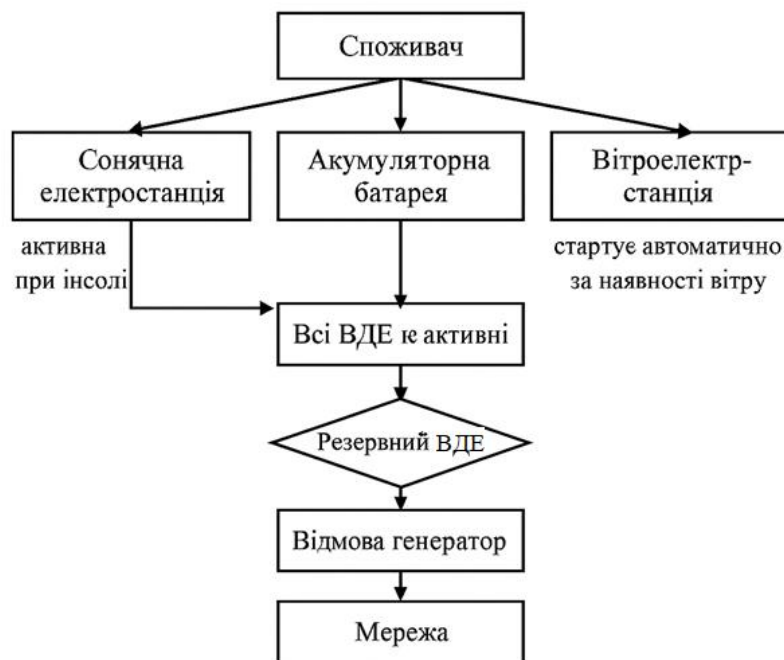 Споживач
Сонячна
електростанція
Акумуляторна
батарея
Вітроелектр-
станція
активна
при інсолі
стартує автоматично
за наявності вітру
Всі ВДЕ не активні
Резервний ВДЕ
Відмова генератор
Мережа